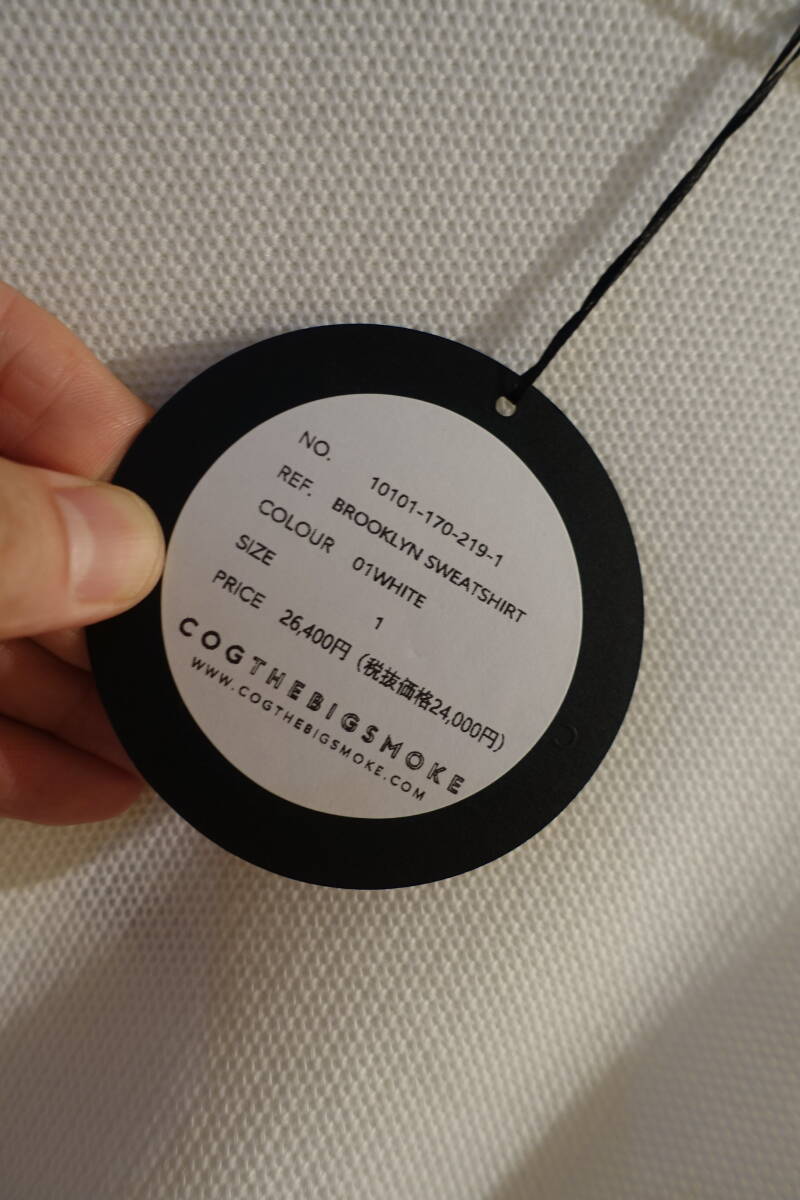 NO. 10101-170-219-1
REF. BROOKLYN SWEATSHIRT
COLOUR 01WHITE
SIZE 1
PRICE 26,400円 (税抜価格24,000円)
COGTHEBIGSMOKE
WWW.COGTHEBIGSMOKE.COM